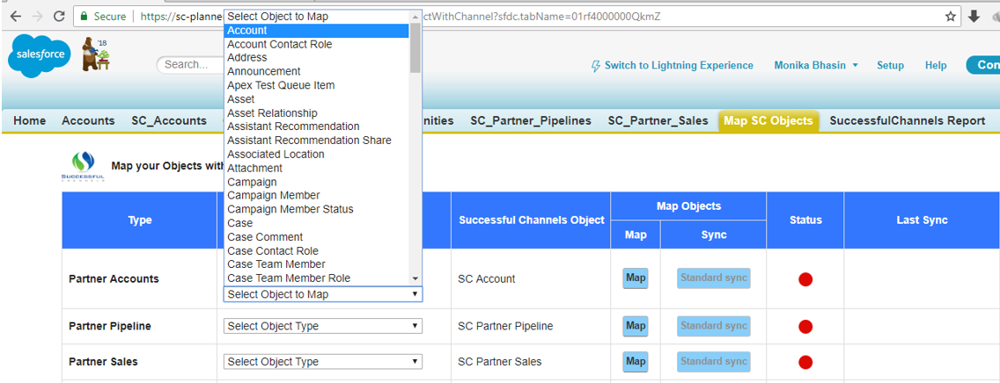 Secure
https://sc-planne
ctWithChannel?sfdc.tabName=01rf4000000QkmZ
salesforce
'18
Search...
Switch to Lightning Experience
Monika Bhasin
Setup
Help
Con
Home
Accounts
SC_Accounts
nities
SC_Partner_Pipelines
SC_Partner_Sales
Map SC Objects
SuccessfulChannels Report
Select Object to Map
Account
Account Contact Role
Address
Announcement
Apex Test Queue Item
Asset
Asset Relationship
Assistant Recommendation
Assistant Recommendation Share
Associated Location
Attachment
Campaign
Campaign Member
Campaign Member Status
Case
Case Comment
Case Contact Role
Case Team Member
Case Team Member Role
SUCCESSFUL
CHANNELS
Map your Objects with
Type
Successful Channels Object
Map Objects
Map
Sync
Status
Last Sync
Partner Accounts
Select Object to Map
SC Account
Map
Standard sync
Partner Pipeline
Select Object Type
SC Partner Pipeline
Map
Standard sync
Partner Sales
Select Object Type
SC Partner Sales
Map
Standard sync